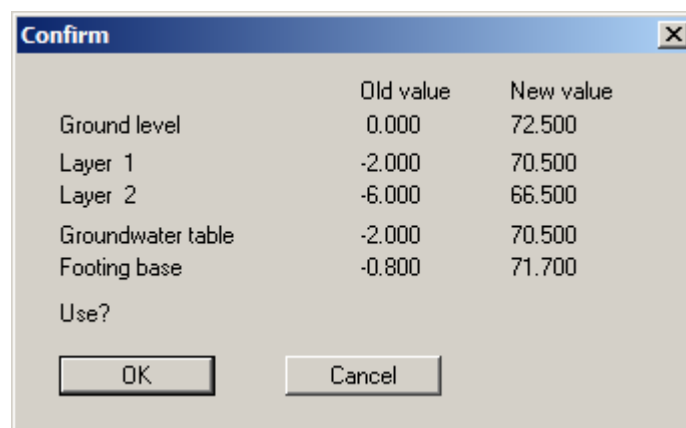 Confirm
Old value New value
Ground level 0.000 72.500
Layer 1 -2.000 70.500
Layer 2 -6.000 66.500
Groundwater table -2.000 70.500
Footing base -0.800 71.700
Use?
OK Cancel